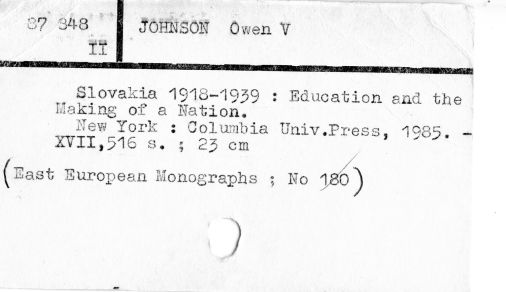 87 848
JOHNSON Owen V
II
Slovakia 1918-1939 : Education and the
Making of a Nation.
New York : Columbia Univ.Press, 1985. -
XVII,516 s. ; 23 cm
(East European Monographs ; No 180)